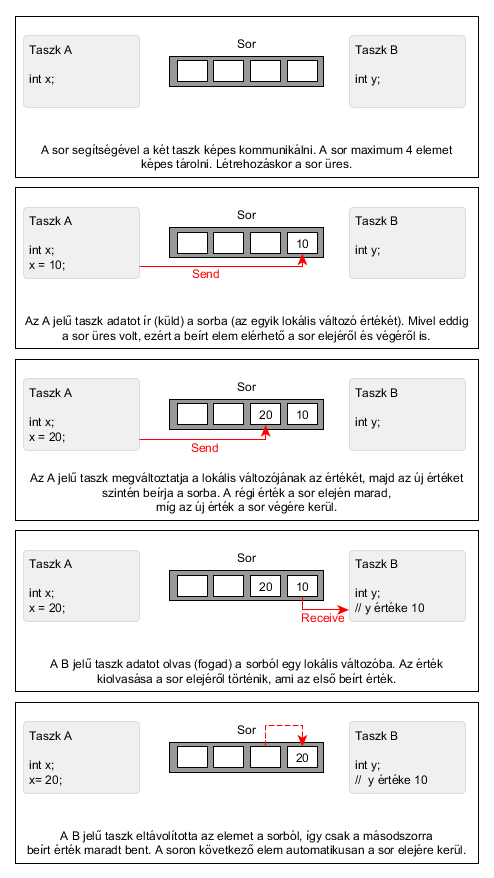 Taszk A
Sor
Taszk B
int x;
int y;
A sor segítségével a két taszk képes kommunikálni. A sor maximum 4 elemet
képes tárolni. Létrehozáskor a sor üres.
Taszk A
Sor
Taszk B
int x;
x = 10;
10
int y;
Send
Az A jelű taszk adatot ír (küld) a sorba (az egyik lokális változó értékét). Mivel eddig
a sor üres volt, ezért a beírt elem elérhető a sor elejéről és végéről is.
Taszk A
Sor
Taszk B
int x;
x = 20;
20 10
int y;
Send
Az A jelű taszk megváltoztatja a lokális változójának az értékét, majd az új értéket
szintén beírja a sorba. A régi érték a sor elején marad,
míg az új érték a sor végére kerül.
Taszk A
Sor
Taszk B
int x;
x = 20;
20 10
int y;
// y értéke 10
Receive
A B jelű taszk adatot olvas (fogad) a sorból egy lokális változóba. Az érték
kiolvasása a sor elejéről történik, ami az első beírt érték.
Taszk A
Sor
Taszk B
int x;
x= 20;
20
int y;
// y értéke 10
A B jelű taszk eltávolította az elemet a sorból, így csak a másodszorra
beírt érték maradt bent. A soron következő elem automatikusan a sor elejére kerül.